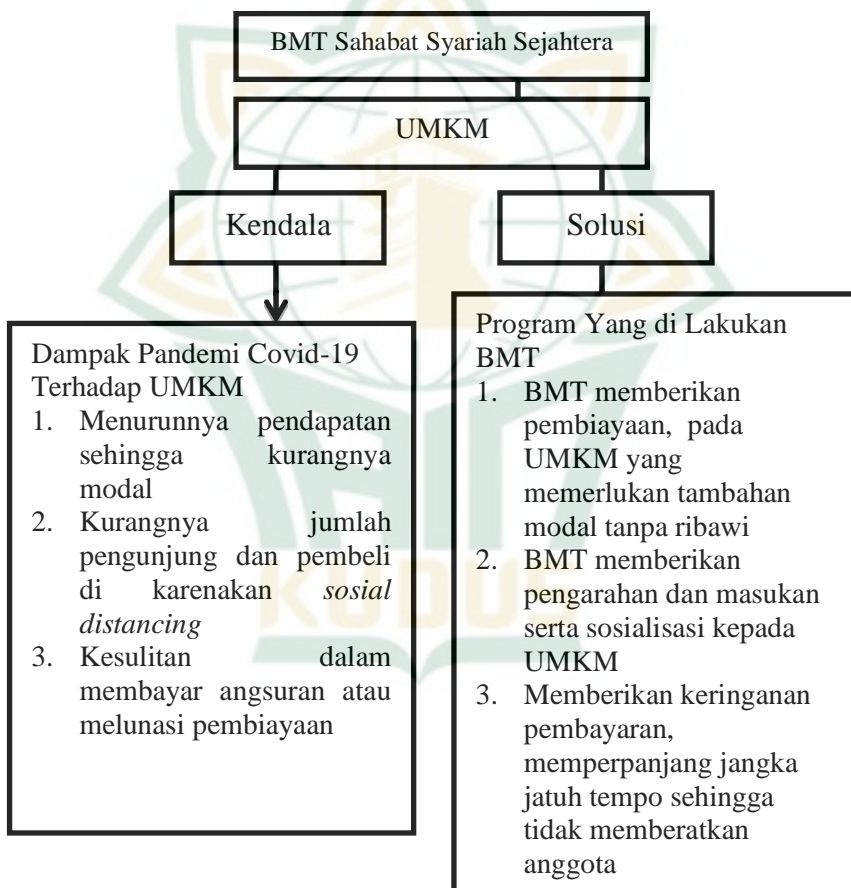 BMT Sahabat Syariah Sejahtera
UMKM
Kendala
Solusi
Dampak Pandemi Covid-19
Terhadap UMKM
1. Menurunnya pendapatan
sehingga kurangnya
modal
2. Kurangnya jumlah
pengunjung dan pembeli
di karenakan sosial
distancing
3. Kesulitan dalam
membayar angsuran atau
melunasi pembiayaan
Program Yang di Lakukan
BMT
1. BMT memberikan
pembiayaan, pada
UMKM yang
memerlukan tambahan
modal tanpa ribawi
2. BMT memberikan
pengarahan dan masukan
serta sosialisasi kepada
UMKM
3. Memberikan keringanan
pembayaran,
memperpanjang jangka
jatuh tempo sehingga
tidak memberatkan
anggota
KUDUS